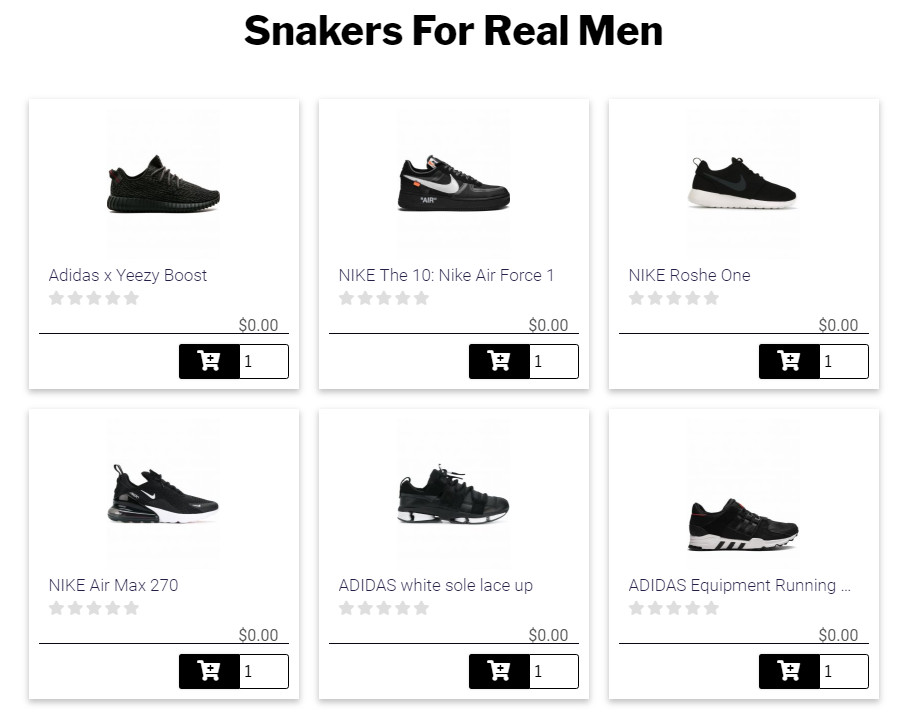 Snakers For Real Men
"AIR"
Adidas x Yeezy Boost
NIKE The 10: Nike Air Force 1
NIKE Roshe One
$0.00
$0.00
$0.00
1
1
1
NIKE Air Max 270
ADIDAS white sole lace up
ADIDAS Equipment Running ...
$0.00
$0.00
$0.00
1
1
1